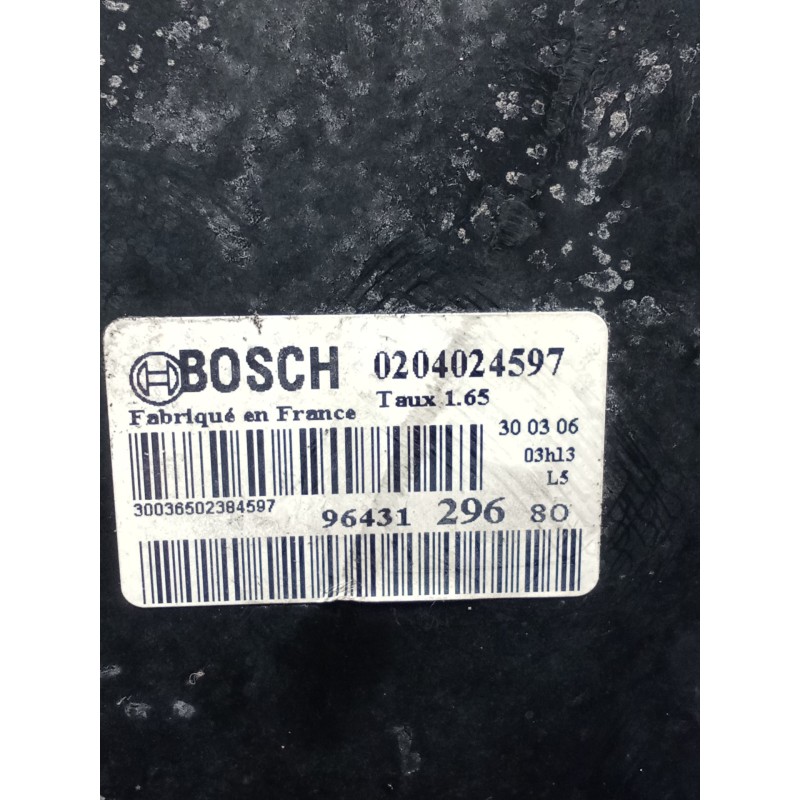 BOSCH 0204024597
Fabriqué en France Taux 1.65
30 03 06
03h13
L5
30036502384597
96431 296 80